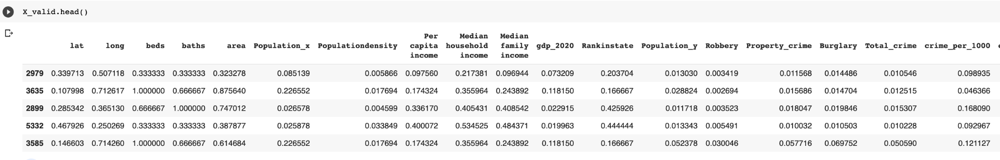 X_valid.head()
lat long beds baths area Population_x Populationdensity Per capita income Median household income Median family income gdp_2020 Rankinstate Population_y Robbery Property_crime Burglary Total_crime crime_per_1000
2979 0.339713 0.507118 0.333333 0.333333 0.323278 0.085139 0.005866 0.097560 0.217381 0.096944 0.073209 0.203704 0.013030 0.003419 0.011568 0.014486 0.010546 0.098935
3635 0.107998 0.712617 1.000000 0.666667 0.875640 0.226552 0.017694 0.174324 0.355964 0.243892 0.118150 0.166667 0.028824 0.002694 0.015686 0.014704 0.012515 0.046366
2899 0.285342 0.365130 0.666667 1.000000 0.747012 0.026578 0.004599 0.336170 0.405431 0.408542 0.022915 0.425926 0.011718 0.003523 0.018047 0.019846 0.015307 0.168090
5332 0.467926 0.250269 0.333333 0.333333 0.387877 0.025878 0.033849 0.400072 0.534525 0.484371 0.019963 0.444444 0.013343 0.005491 0.010032 0.010503 0.010228 0.092967
3585 0.146603 0.714260 1.000000 0.666667 0.614684 0.226552 0.017694 0.174324 0.355964 0.243892 0.118150 0.166667 0.052378 0.030046 0.057716 0.069752 0.050590 0.121127